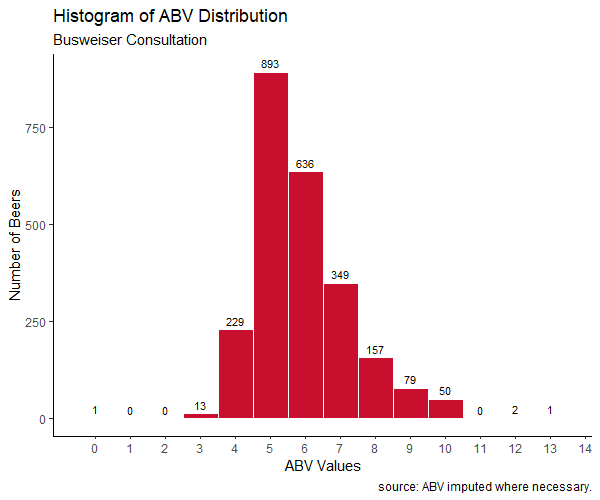 Histogram of ABV Distribution
Busweiser Consultation
893
750
636
500
Number of Beers
349
250
229
157
79
50
13
1 0 0 0 2 1
0
0 1 2 3 4 5 6 7 8 9 10 11 12 13 14
ABV Values
source: ABV imputed where necessary.